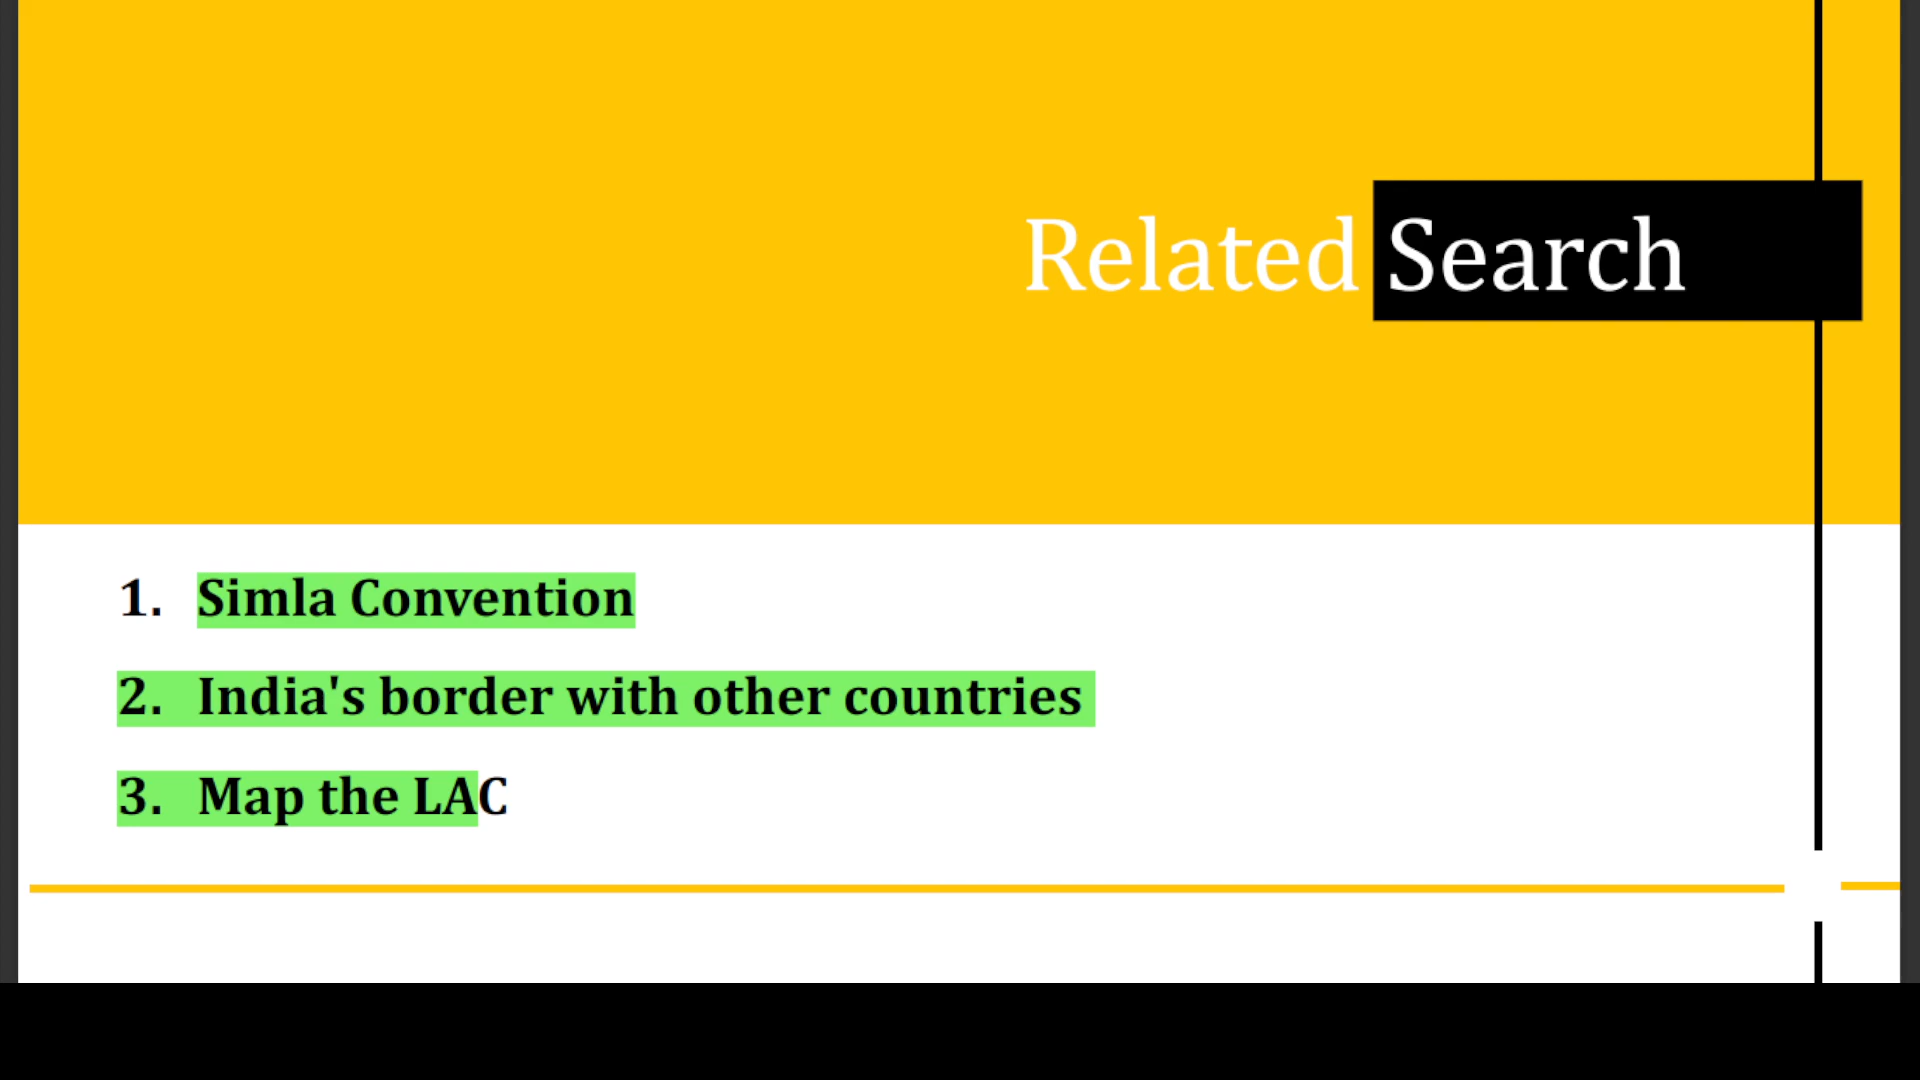 Related Search
1. Simla Convention
2. India's border with other countries
3. Map the LAC